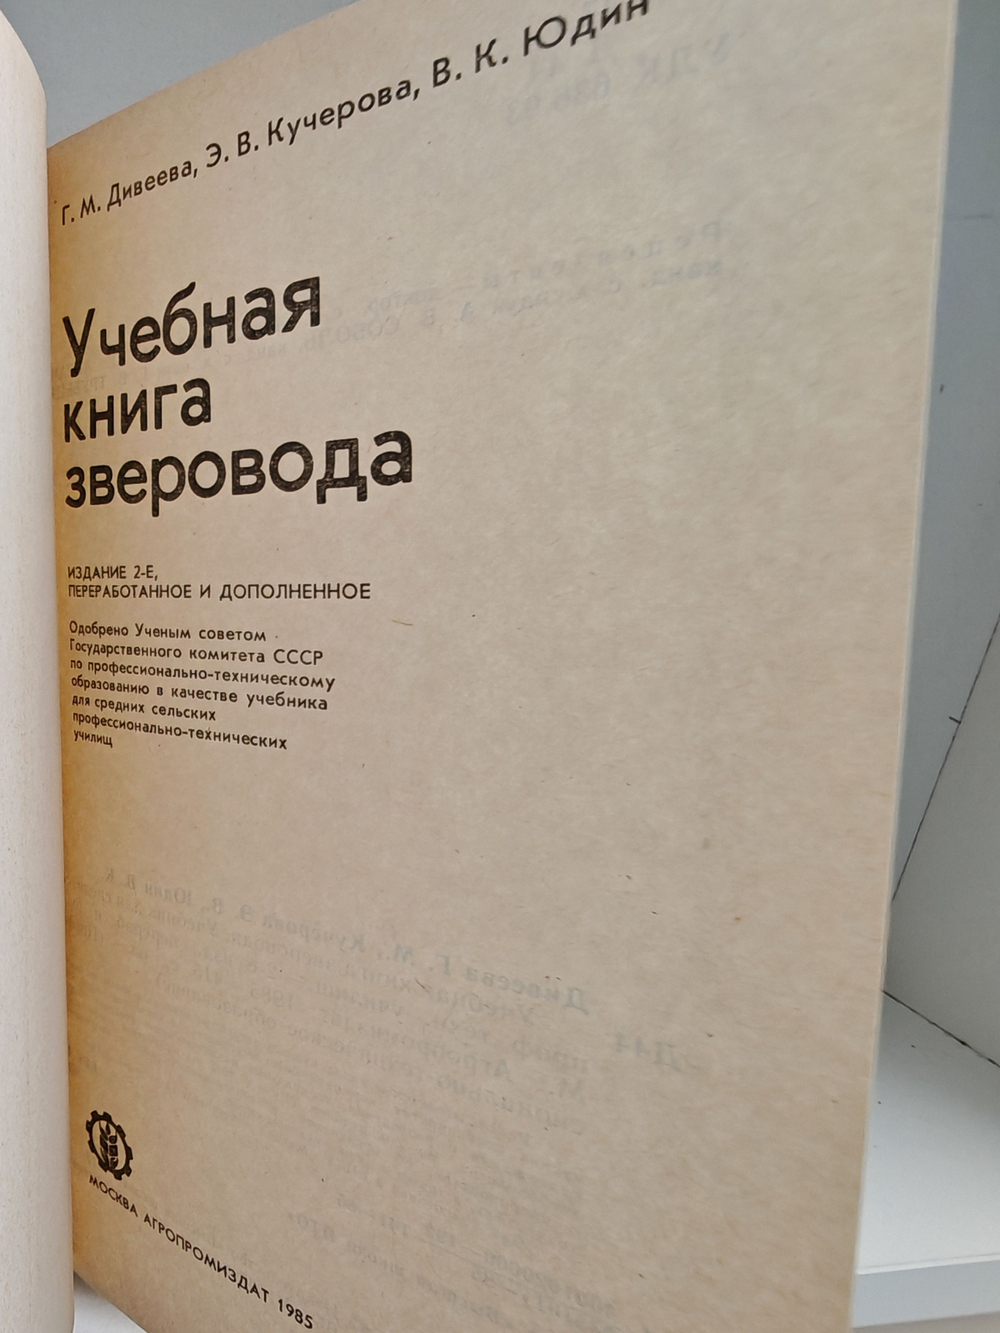 Г. М. Дивеева, Э. В. Кучерова, В. К. Юдин
Учебная
книга
зверовода
ИЗДАНИЕ 2-Е,
ПЕРЕРАБОТАННОЕ И ДОПОЛНЕННОЕ
Одобрено Ученым советом
Государственного комитета СССР
по профессионально-техническому
образованию в качестве учебника
для средних сельских
профессионально-технических
училищ
МОСКВА АГРОПРОМИЗДАТ 1985